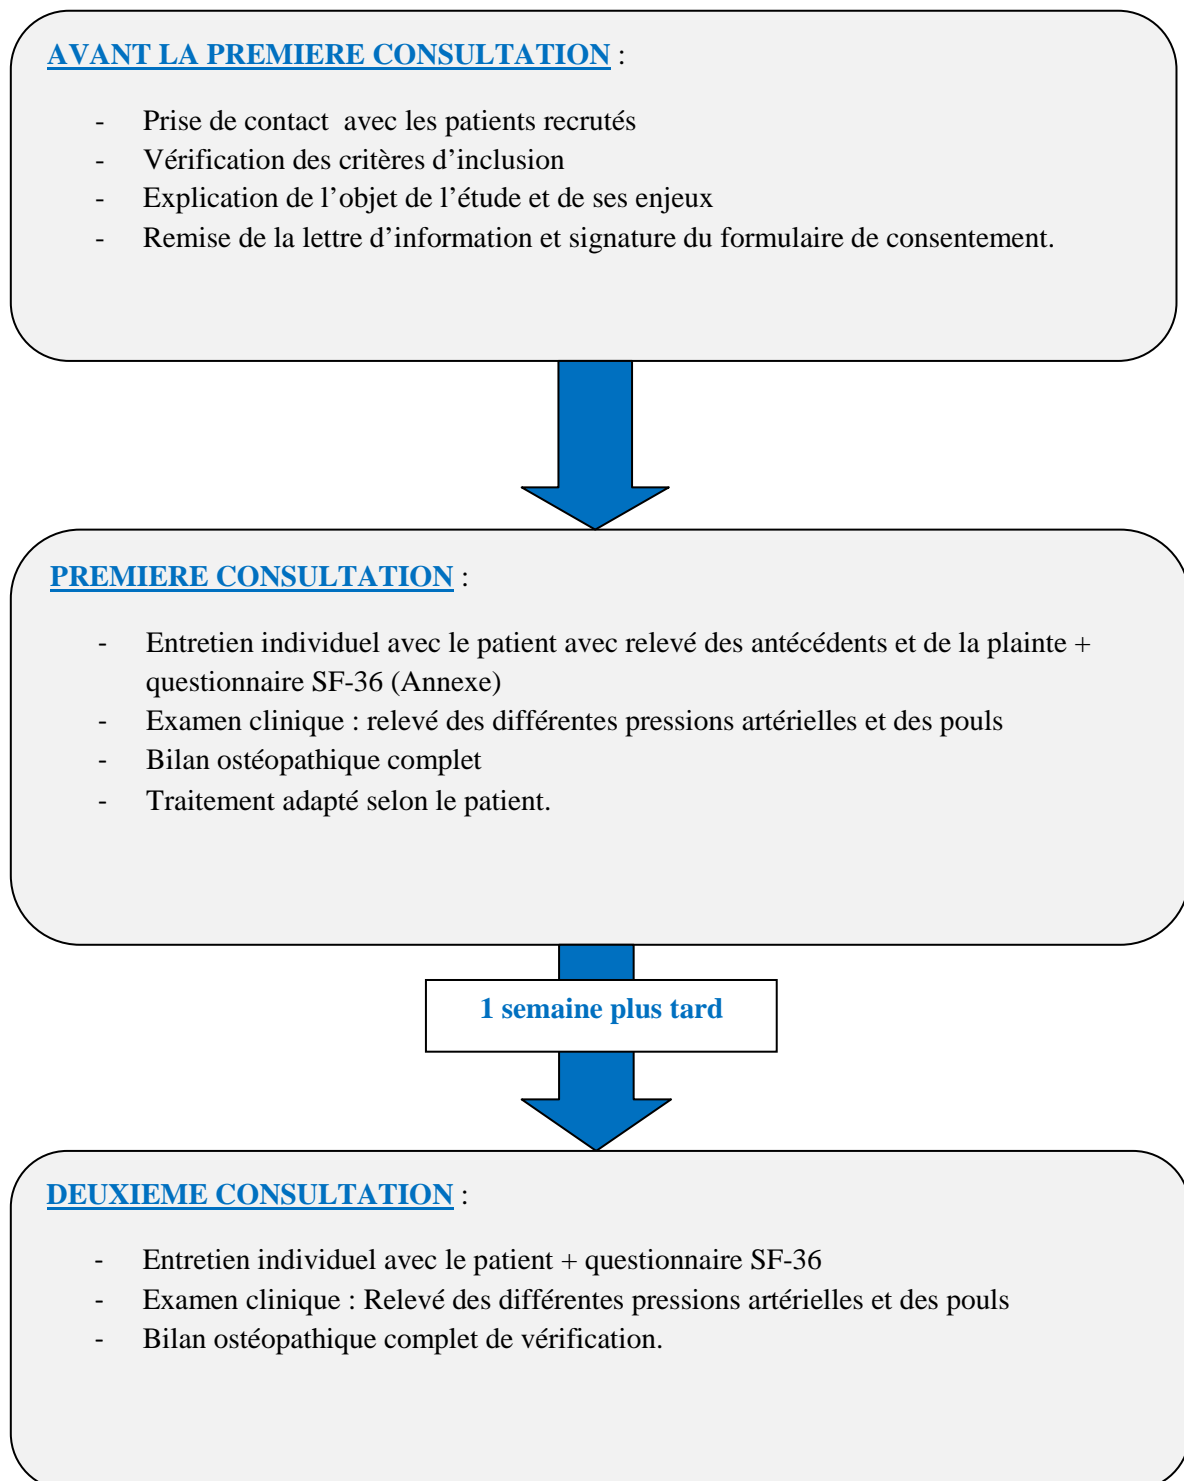 AVANT LA PREMIERE CONSULTATION :
- Prise de contact avec les patients recrutés
- Vérification des critères d’inclusion
- Explication de l’objet de l’étude et de ses enjeux
- Remise de la lettre d’information et signature du formulaire de consentement.
PREMIERE CONSULTATION :
- Entretien individuel avec le patient avec relevé des antécédents et de la plainte +
questionnaire SF-36 (Annexe)
- Examen clinique : relevé des différentes pressions artérielles et des pouls
- Bilan ostéopathique complet
- Traitement adapté selon le patient.
1 semaine plus tard
DEUXIEME CONSULTATION :
- Entretien individuel avec le patient + questionnaire SF-36
- Examen clinique : Relevé des différentes pressions artérielles et des pouls
- Bilan ostéopathique complet de vérification.